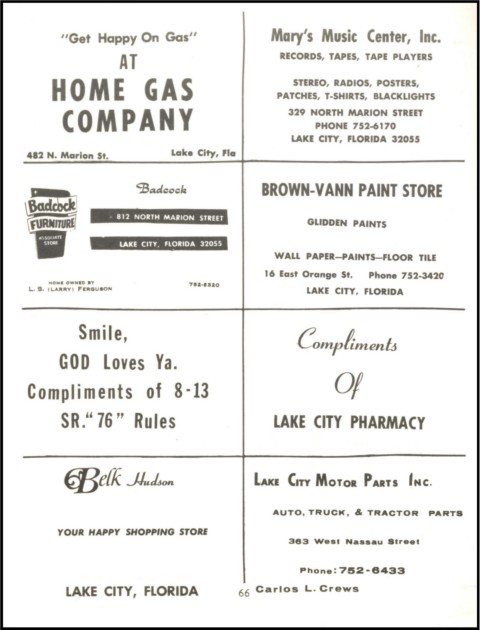 "Get Happy On Gas"
AT
HOME GAS
COMPANY
482 N. Marion St. Lake City, Fla
Mary's Music Center, Inc.
RECORDS, TAPES, TAPE PLAYERS
STEREO, RADIOS, POSTERS,
PATCHES, T-SHIRTS, BLACKLIGHTS
329 NORTH MARION STREET
PHONE 752-6170
LAKE CITY, FLORIDA 32055
Badcock
FURNITURE
ASSOCIATE
STORE
Badcock
812 NORTH MARION STREET
LAKE CITY, FLORIDA 32055
HOME OWNED BY
L. S. (LARRY) FERGUSON
BROWN-VANN PAINT STORE
GLIDDEN PAINTS
WALL PAPER—PAINTS—FLOOR TILE
16 East Orange St. Phone 752-3420
LAKE CITY, FLORIDA
Smile,
GOD Loves Ya.
Compliments of 8-13
SR."76" Rules
Compliments
Of
LAKE CITY PHARMACY
Belk Hudson
YOUR HAPPY SHOPPING STORE
LAKE CITY, FLORIDA
LAKE CITY MOTOR PARTS INC.
AUTO, TRUCK, & TRACTOR PARTS
363 West Nassau Street
Phone: 752-6433
Carlos L. Crews
66